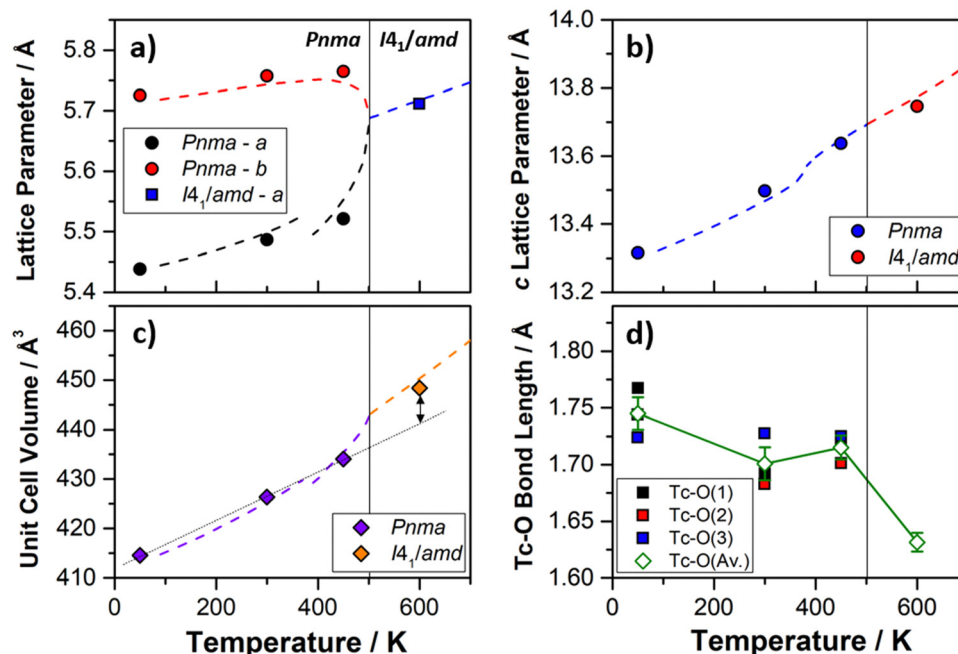 a)
Pnma
I4₁/amd
Lattice Parameter / Å
5.8
5.7
5.6
5.5
5.4
Pnma - a
Pnma - b
I4₁/amd - a
b)
c Lattice Parameter / Å
14.0
13.8
13.6
13.4
13.2
Pnma
I4₁/amd
c)
Unit Cell Volume / Å³
460
450
440
430
420
410
Pnma
I4₁/amd
0
200
400
600
Temperature / K
d)
Tc-O Bond Length / Å
1.80
1.75
1.70
1.65
1.60
Tc-O(1)
Tc-O(2)
Tc-O(3)
Tc-O(Av.)
0
200
400
600
Temperature / K